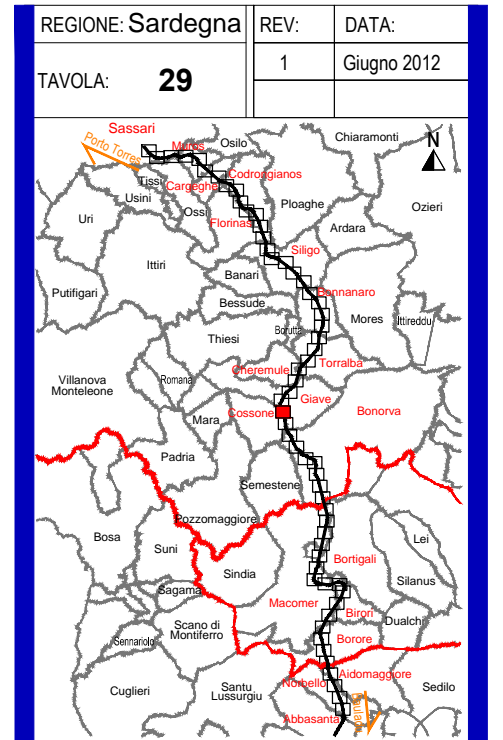 REGIONE: Sardegna
REV:
DATA:
TAVOLA: 29
1
Giugno 2012
Sassari
Porto Torres
Muros
Osilo
Chiaramonti
N
Tissi
Cargeghe
Codrongianos
Usini
Ossi
Ploaghe
Ozieri
Uri
Florinas
Ardara
Siligo
Ittiri
Banari
Bonnanaro
Putifigari
Bessude
Mores
Ittireddu
Borutta
Thiesi
Cheremule
Torralba
Villanova
Monteleone
Romana
Giave
Cossone
Bonorva
Mara
Padria
Semestene
Pozzomaggiore
Bosa
Suni
Lei
Bortigali
Sindia
Silanus
Sagama
Macomer
Birori
Dualchi
Scano di
Montiferro
Sennariolo
Borore
Aidomaggiore
Norbello
Sedilo
Cuglieri
Santu
Lussurgiu
Abbasanta